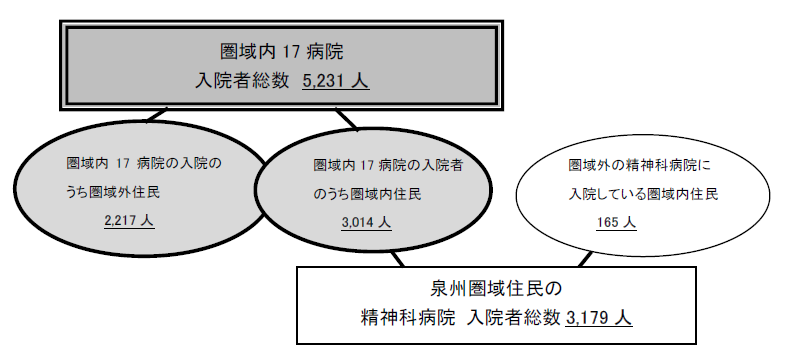 圏域内 17 病院
入院者総数 5,231 人
圏域内 17 病院の入院の
うち圏域外住民
2,217 人
圏域内 17 病院の入院者
のうち圏域内住民
3,014 人
圏域外の精神科病院に
入院している圏域内住民
165 人
泉州圏域住民の
精神科病院 入院者総数 3,179 人